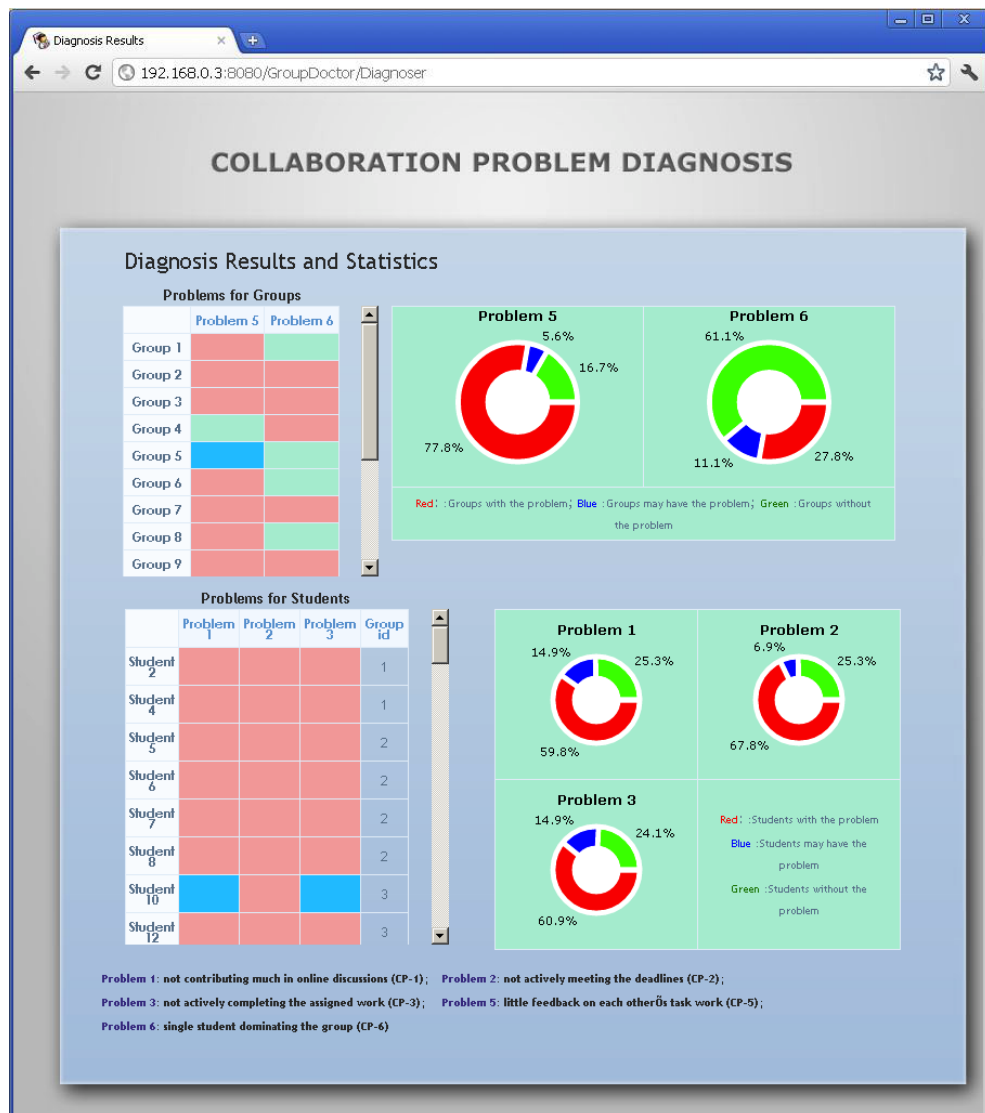 Diagnosis Results
192.168.0.3:8080/GroupDoctor/Diagnoser
COLLABORATION PROBLEM DIAGNOSIS
Diagnosis Results and Statistics
Problems for Groups
Problem 5 Problem 6
Group 1
Group 2
Group 3
Group 4
Group 5
Group 6
Group 7
Group 8
Group 9
Problem 5
5.6%
16.7%
77.8%
Problem 6
61.1%
11.1%
27.8%
Red: :Groups with the problem; Blue :Groups may have the problem; Green :Groups without
the problem
Problems for Students
Problem Problem Problem Group
1 2 3 id
Student
2 1
Student
4 1
Student
5 2
Student
6 2
Student
7 2
Student
8 2
Student
10 3
Student
12 3
Problem 1
14.9%
25.3%
59.8%
Problem 2
6.9%
25.3%
67.8%
Problem 3
14.9%
24.1%
60.9%
Red: :Students with the problem
Blue :Students may have the
problem
Green :Students without the
problem
Problem 1: not contributing much in online discussions (CP-1); Problem 2: not actively meeting the deadlines (CP-2);
Problem 3: not actively completing the assigned work (CP-3); Problem 5: little feedback on each otherÕs task work (CP-5);
Problem 6: single student dominating the group (CP-6)